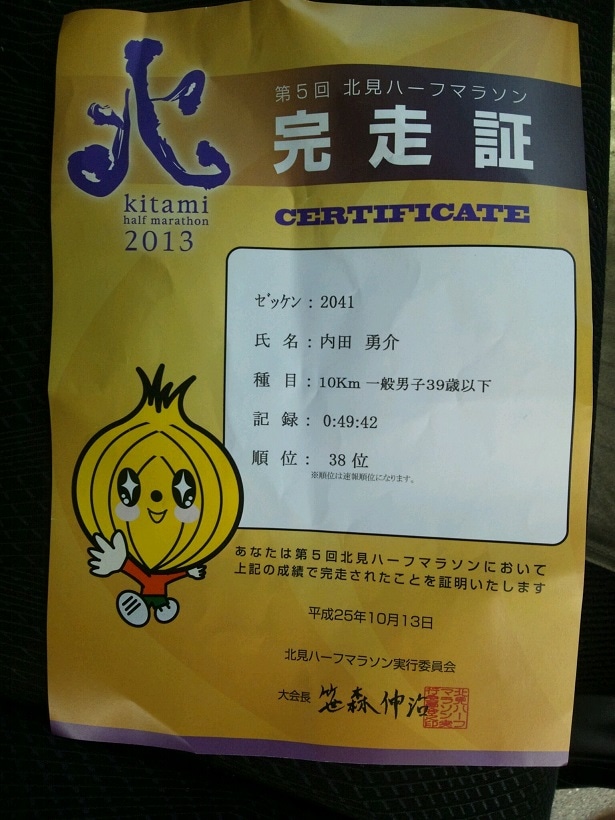 北
kitami
half marathon
2013
第5回 北見ハーフマラソン
完走証
CERTIFICATE
ｾﾞｯｹﾝ：2041
氏 名：内田 勇介
種 目：10Km 一般男子39歳以下
記 録：0:49:42
順 位：38 位
※順位は速報順位になります。
あなたは第5回北見ハーフマラソンにおいて
上記の成績で完走されたことを証明いたします
平成25年10月13日
北見ハーフマラソン実行委員会
大会長 笹森 伸治